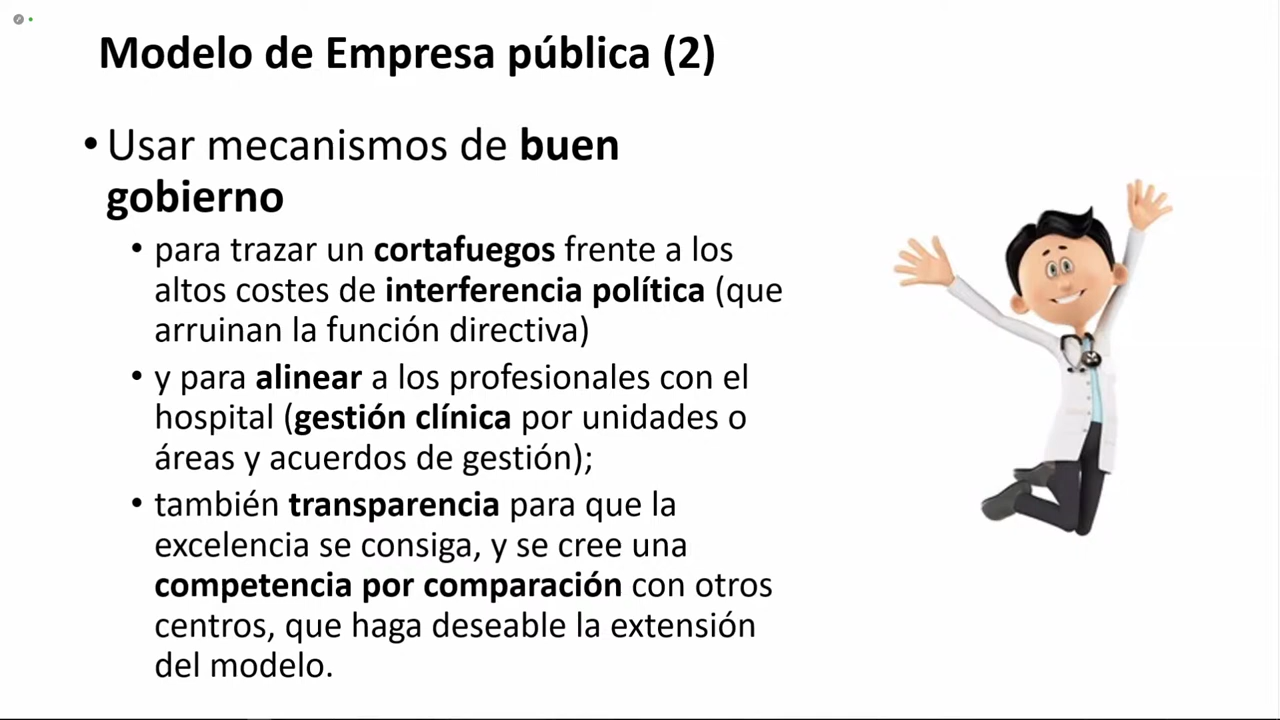 Modelo de Empresa pública (2)
• Usar mecanismos de buen
gobierno
• para trazar un cortafuegos frente a los
altos costes de interferencia política (que
arruinan la función directiva)
• y para alinear a los profesionales con el
hospital (gestión clínica por unidades o
áreas y acuerdos de gestión);
• también transparencia para que la
excelencia se consiga, y se cree una
competencia por comparación con otros
centros, que haga deseable la extensión
del modelo.